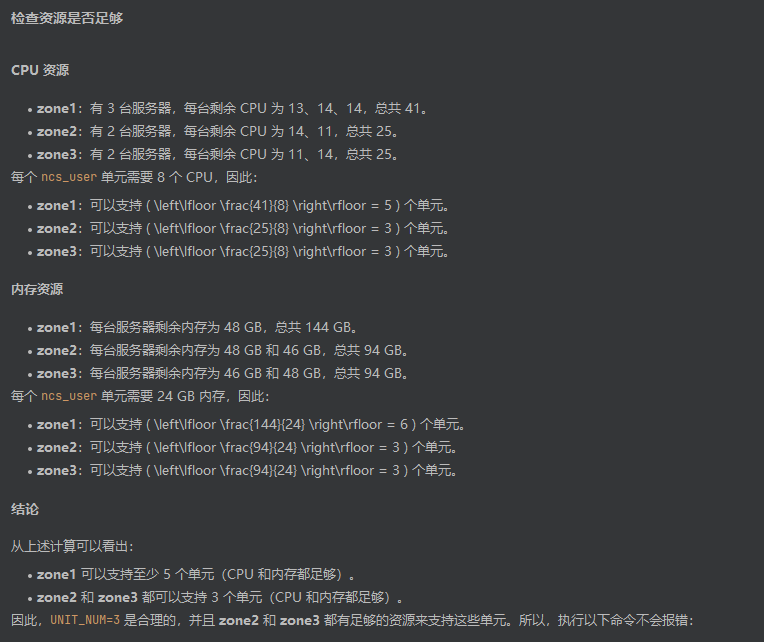 检查资源是否足够
CPU 资源
• zone1：有 3 台服务器，每台剩余 CPU 为 13、14、14，总共 41。
• zone2：有 2 台服务器，每台剩余 CPU 为 14、11，总共 25。
• zone3：有 2 台服务器，每台剩余 CPU 为 11、14，总共 25。
每个 ncs_user 单元需要 8 个 CPU，因此：
• zone1：可以支持 ( \left\lfloor \frac{41}{8} \right\rfloor = 5 ) 个单元。
• zone2：可以支持 ( \left\lfloor \frac{25}{8} \right\rfloor = 3 ) 个单元。
• zone3：可以支持 ( \left\lfloor \frac{25}{8} \right\rfloor = 3 ) 个单元。
内存资源
• zone1：每台服务器剩余内存为 48 GB，总共 144 GB。
• zone2：每台服务器剩余内存为 48 GB 和 46 GB，总共 94 GB。
• zone3：每台服务器剩余内存为 46 GB 和 48 GB，总共 94 GB。
每个 ncs_user 单元需要 24 GB 内存，因此：
• zone1：可以支持 ( \left\lfloor \frac{144}{24} \right\rfloor = 6 ) 个单元。
• zone2：可以支持 ( \left\lfloor \frac{94}{24} \right\rfloor = 3 ) 个单元。
• zone3：可以支持 ( \left\lfloor \frac{94}{24} \right\rfloor = 3 ) 个单元。
结论
从上述计算可以看出：
• zone1 可以支持至少 5 个单元（CPU 和内存都足够）。
• zone2 和 zone3 都可以支持 3 个单元（CPU 和内存都足够）。
因此，UNIT_NUM=3 是合理的，并且 zone2 和 zone3 都有足够的资源来支持这些单元。所以，执行以下命令不会报错：